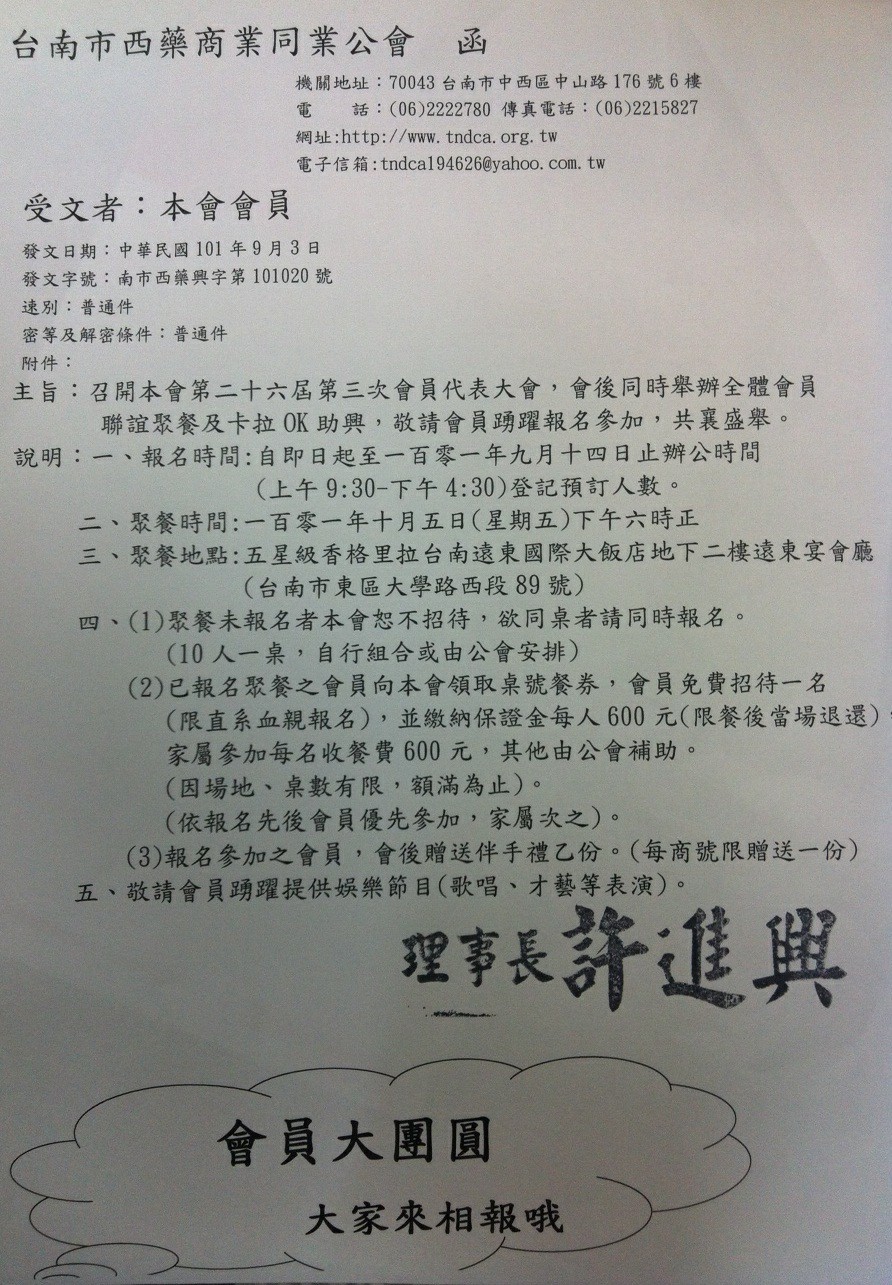 台南市西藥商業同業公會　函
機關地址：70043 台南市中西區中山路 176 號 6 樓
電　　話：(06)2222780 傳真電話：(06)2215827
網址:http://www.tndca.org.tw
電子信箱:tndca194626@yahoo.com.tw
受文者：本會會員
發文日期：中華民國 101 年 9 月 3 日
發文字號：南市西藥興字第 101020 號
速別：普通件
密等及解密條件：普通件
附件：
主旨：召開本會第二十六屆第三次會員代表大會，會後同時舉辦全體會員
聯誼聚餐及卡拉 OK 助興，敬請會員踴躍報名參加，共襄盛舉。
說明：一、報名時間:自即日起至一百零一年九月十四日止辦公時間
(上午 9:30-下午 4:30)登記預訂人數。
二、聚餐時間:一百零一年十月五日(星期五)下午六時正
三、聚餐地點:五星級香格里拉台南遠東國際大飯店地下二樓遠東宴會廳
(台南市東區大學路西段 89 號)
四、(1)聚餐未報名者本會恕不招待，欲同桌者請同時報名。
(10 人一桌，自行組合或由公會安排)
(2)已報名聚餐之會員向本會領取桌號餐券，會員免費招待一名
(限直系血親報名)，並繳納保證金每人 600 元(限餐後當場退還)
家屬參加每名收餐費 600 元，其他由公會補助。
(因場地、桌數有限，額滿為止)。
(依報名先後會員優先參加，家屬次之)。
(3)報名參加之會員，會後贈送伴手禮乙份。(每商號限贈送一份)
五、敬請會員踴躍提供娛樂節目(歌唱、才藝等表演)。
理事長許進興
會員大團圓
大家來相報哦